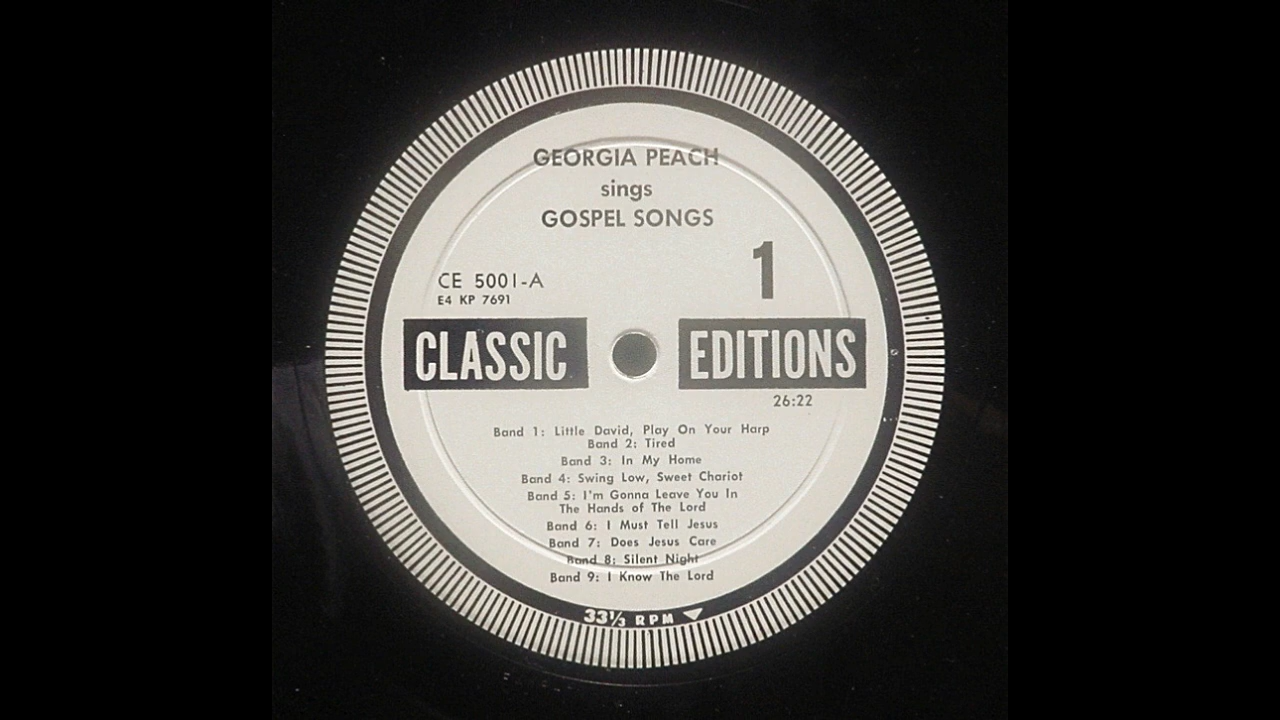 GEORGIA PEACH
sings
GOSPEL SONGS
1
CE 5001-A
E4 KP 7691
CLASSIC EDITIONS
26:22
Band 1: Little David, Play On Your Harp
Band 2: Tired
Band 3: In My Home
Band 4: Swing Low, Sweet Chariot
Band 5: I'm Gonna Leave You In
The Hands of The Lord
Band 6: I Must Tell Jesus
Band 7: Does Jesus Care
Band 8: Silent Night
Band 9: I Know The Lord
33⅓ RPM